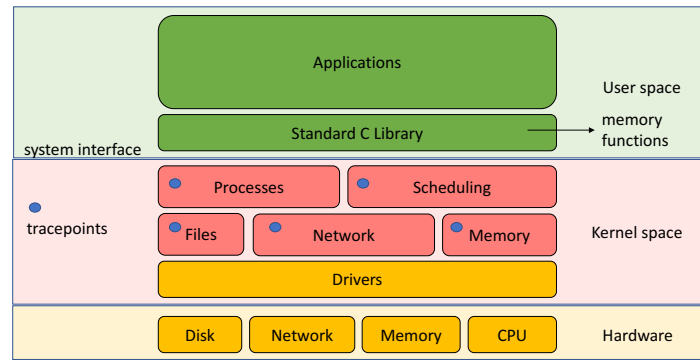 Applications
User space
Standard C Library
memory
functions
system interface
Processes
Scheduling
tracepoints
Files
Network
Memory
Kernel space
Drivers
Disk
Network
Memory
CPU
Hardware